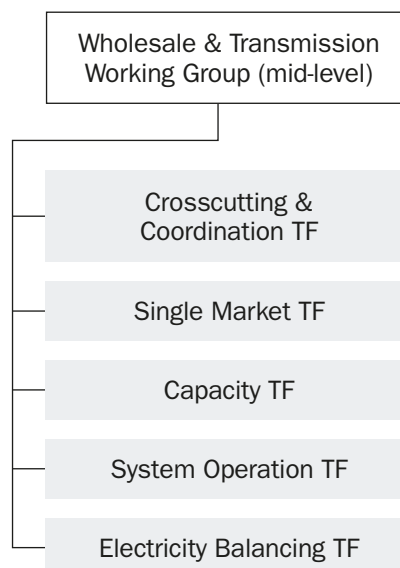 Wholesale & Transmission
Working Group (mid-level)
Crosscutting &
Coordination TF
Single Market TF
Capacity TF
System Operation TF
Electricity Balancing TF